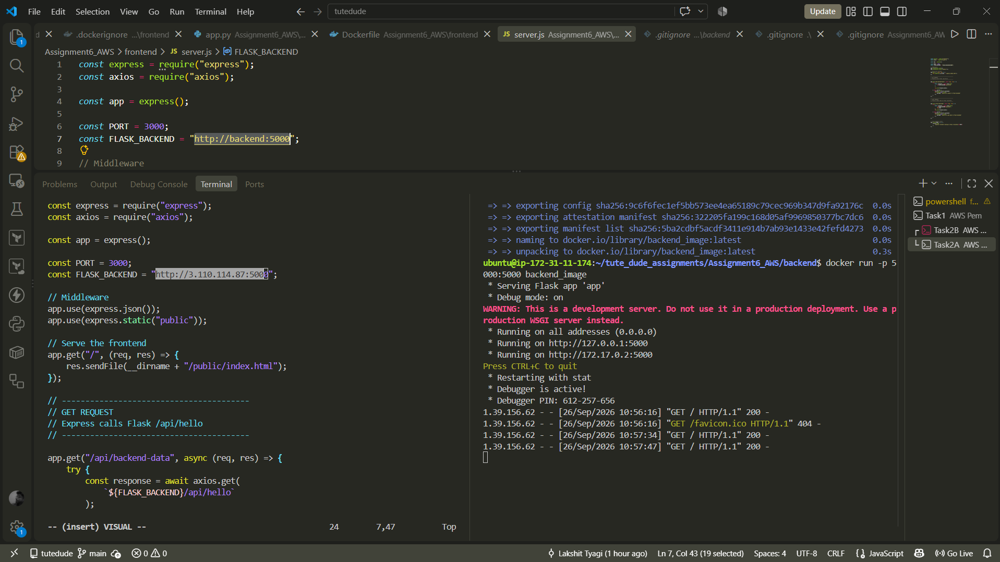 File Edit Selection View Go Run Terminal Help
tutedude
Update
d .dockerignore ...\frontend app.py Assignment6_AWS\... Dockerfile Assignment6_AWS\frontend JS server.js Assignment6_AWS\... .gitignore ...\backend .gitignore .\ .gitignore Assignment6_AW
Assignment6_AWS > frontend > JS server.js > FLASK_BACKEND
1 const express = require("express");
2 const axios = require("axios");
3
4 const app = express();
5
6 const PORT = 3000;
7 const FLASK_BACKEND = "http://backend:5000";
8
9 // Middleware
Problems Output Debug Console Terminal Ports
const express = require("express");
const axios = require("axios");
const app = express();
const PORT = 3000;
const FLASK_BACKEND = "http://3.110.114.87:5000";
// Middleware
app.use(express.json());
app.use(express.static("public"));
// Serve the frontend
app.get("/", (req, res) => {
res.sendFile(__dirname + "/public/index.html");
});
// ----------------------------------------
// GET REQUEST
// Express calls Flask /api/hello
// ----------------------------------------
app.get("/api/backend-data", async (req, res) => {
try {
const response = await axios.get(
`${FLASK_BACKEND}/api/hello`
);
-- (insert) VISUAL -- 24 7,47 Top
=> => exporting config sha256:9c6f6fec1ef5bb573ee4ea65189c79cec969b347d9fa92176c 0.0s
=> => exporting attestation manifest sha256:322205fa199c168d05af9969850377bc7dc6 0.0s
=> => exporting manifest list sha256:5ba2cdbf5acdf3411e914b7ab93e1433e42fefd4273 0.0s
=> => naming to docker.io/library/backend_image:latest 0.0s
=> => unpacking to docker.io/library/backend_image:latest 0.3s
ubuntu@ip-172-31-11-174:~/tute_dude_assignments/Assignment6_AWS/backend$ docker run -p 5
000:5000 backend_image
* Serving Flask app 'app'
* Debug mode: on
WARNING: This is a development server. Do not use it in a production deployment. Use a p
roduction WSGI server instead.
* Running on all addresses (0.0.0.0)
* Running on http://127.0.0.1:5000
* Running on http://172.17.0.2:5000
Press CTRL+C to quit
* Restarting with stat
* Debugger is active!
* Debugger PIN: 612-257-656
1.39.156.62 - - [26/Sep/2026 10:56:16] "GET / HTTP/1.1" 200 -
1.39.156.62 - - [26/Sep/2026 10:56:16] "GET /favicon.ico HTTP/1.1" 404 -
1.39.156.62 - - [26/Sep/2026 10:57:34] "GET / HTTP/1.1" 200 -
1.39.156.62 - - [26/Sep/2026 10:57:47] "GET / HTTP/1.1" 200 -
powershell f...
Task1 AWS Pem
Task2B AWS ...
Task2A AWS ...
1
1
tutedude main 0 0 Lakshit Tyagi (1 hour ago) Ln 7, Col 43 (19 selected) Spaces: 4 UTF-8 CRLF {} JavaScript Go Live